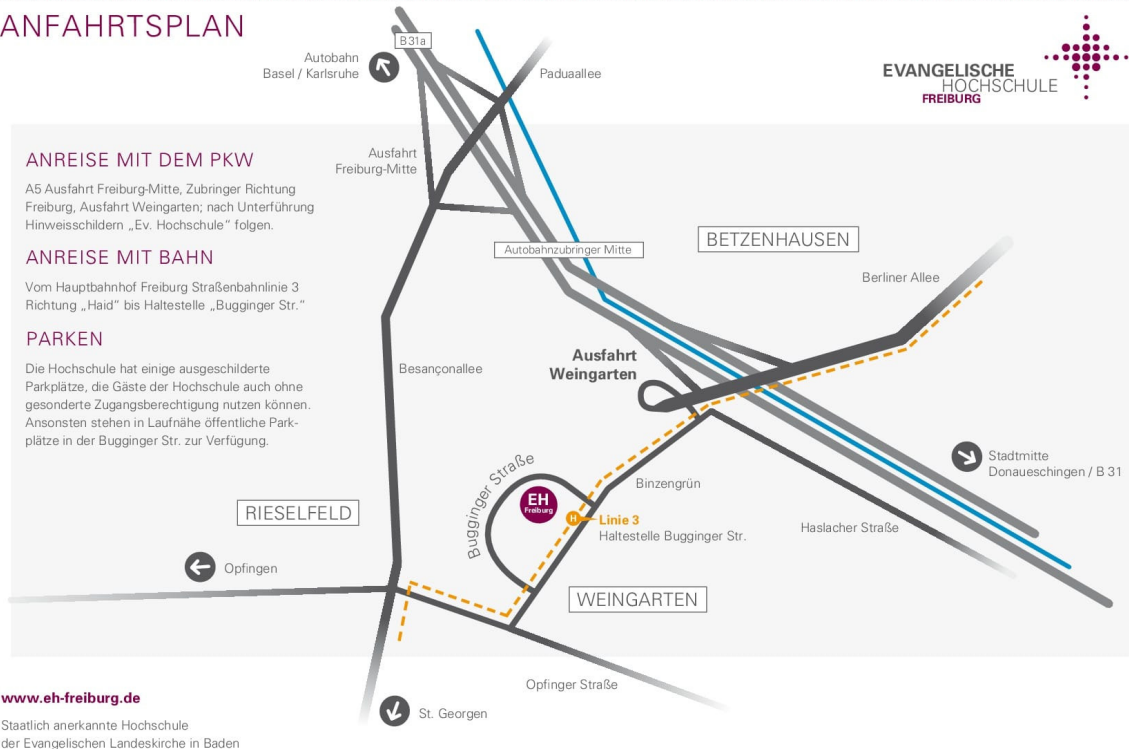 ANFAHRTSPLAN
B31a
Autobahn
Basel / Karlsruhe
Paduaallee
EVANGELISCHE
HOCHSCHULE
FREIBURG
Ausfahrt
Freiburg-Mitte
ANREISE MIT DEM PKW
A5 Ausfahrt Freiburg-Mitte, Zubringer Richtung
Freiburg, Ausfahrt Weingarten; nach Unterführung
Hinweisschildern „Ev. Hochschule“ folgen.
ANREISE MIT BAHN
Vom Hauptbahnhof Freiburg Straßenbahnlinie 3
Richtung „Haid“ bis Haltestelle „Bugginger Str.“
PARKEN
Die Hochschule hat einige ausgeschilderte
Parkplätze, die Gäste der Hochschule auch ohne
gesonderte Zugangsberechtigung nutzen können.
Ansonsten stehen in Laufnähe öffentliche Park-
plätze in der Bugginger Str. zur Verfügung.
Autobahnzubringer Mitte
BETZENHAUSEN
Berliner Allee
Besançonallee
Ausfahrt
Weingarten
Stadtmitte
Donaueschingen / B 31
Bugginger Straße
Binzengrün
EH
Freiburg
H
Linie 3
Haltestelle Bugginger Str.
Haslacher Straße
RIESELFELD
Opfingen
WEINGARTEN
Opfinger Straße
St. Georgen
www.eh-freiburg.de
Staatlich anerkannte Hochschule
der Evangelischen Landeskirche in Baden